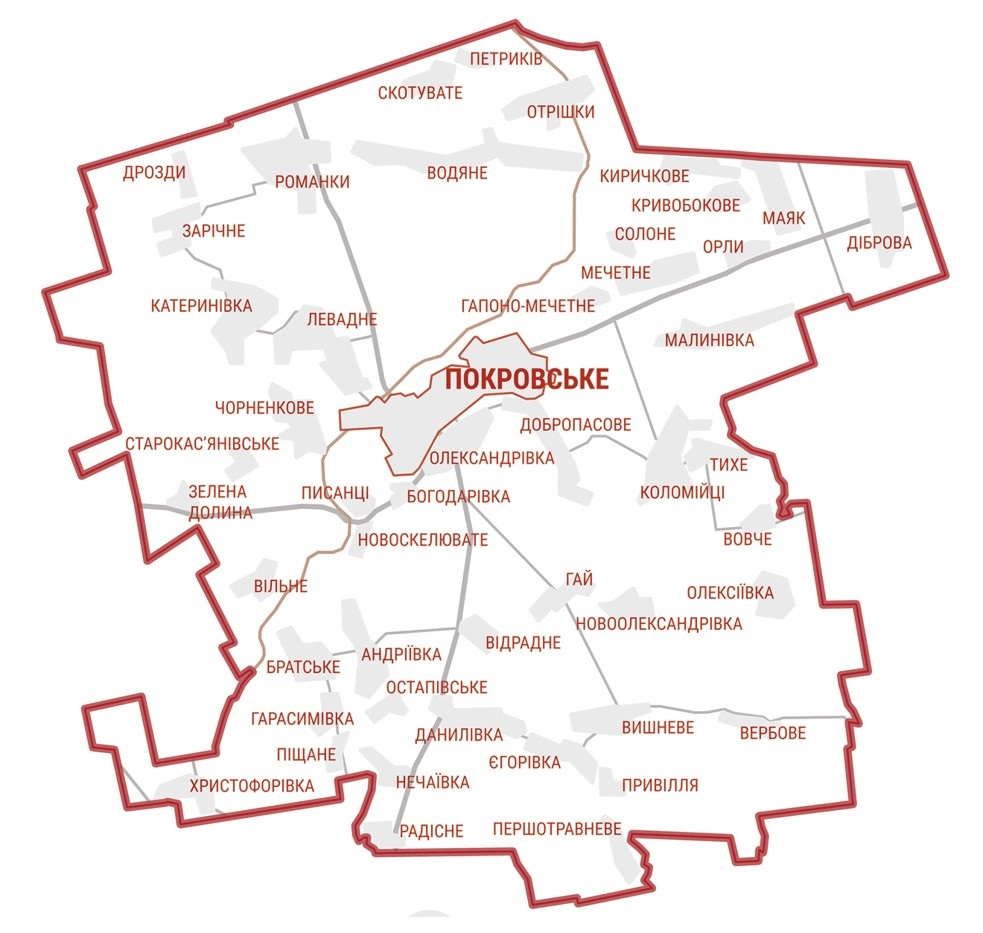 ПЕТРИКІВ
СКОТУВАТЕ
ОТРІШКИ
ДРОЗДИ
РОМАНКИ
ВОДЯНЕ
КИРИЧКОВЕ
КРИВОБОКОВЕ
МАЯК
ЗАРІЧНЕ
СОЛОНЕ
ОРЛИ
ДІБРОВА
МЕЧЕТНЕ
КАТЕРИНІВКА
ЛЕВАДНЕ
ГАПОНО-МЕЧЕТНЕ
МАЛИНІВКА
ПОКРОВСЬКЕ
ЧОРНЕНКОВЕ
ДОБРОПАСОВЕ
СТАРОКАС'ЯНІВСЬКЕ
ОЛЕКСАНДРІВКА
ТИХЕ
ЗЕЛЕНА
ДОЛИНА
ПИСАНЦІ
БОГОДАРІВКА
КОЛОМІЙЦІ
НОВОСКЕЛЮВАТЕ
ВОВЧЕ
ВІЛЬНЕ
ГАЙ
ОЛЕКСІЇВКА
НОВООЛЕКСАНДРІВКА
ВІДРАДНЕ
БРАТСЬКЕ
АНДРІЇВКА
ОСТАПІВСЬКЕ
ГАРАСИМІВКА
ДАНИЛІВКА
ВИШНЕВЕ
ВЕРБОВЕ
ПІЩАНЕ
ЄГОРІВКА
ХРИСТОФОРІВКА
НЕЧАЇВКА
ПРИВІЛЛЯ
РАДІСНЕ
ПЕРШОТРАВНЕВЕ